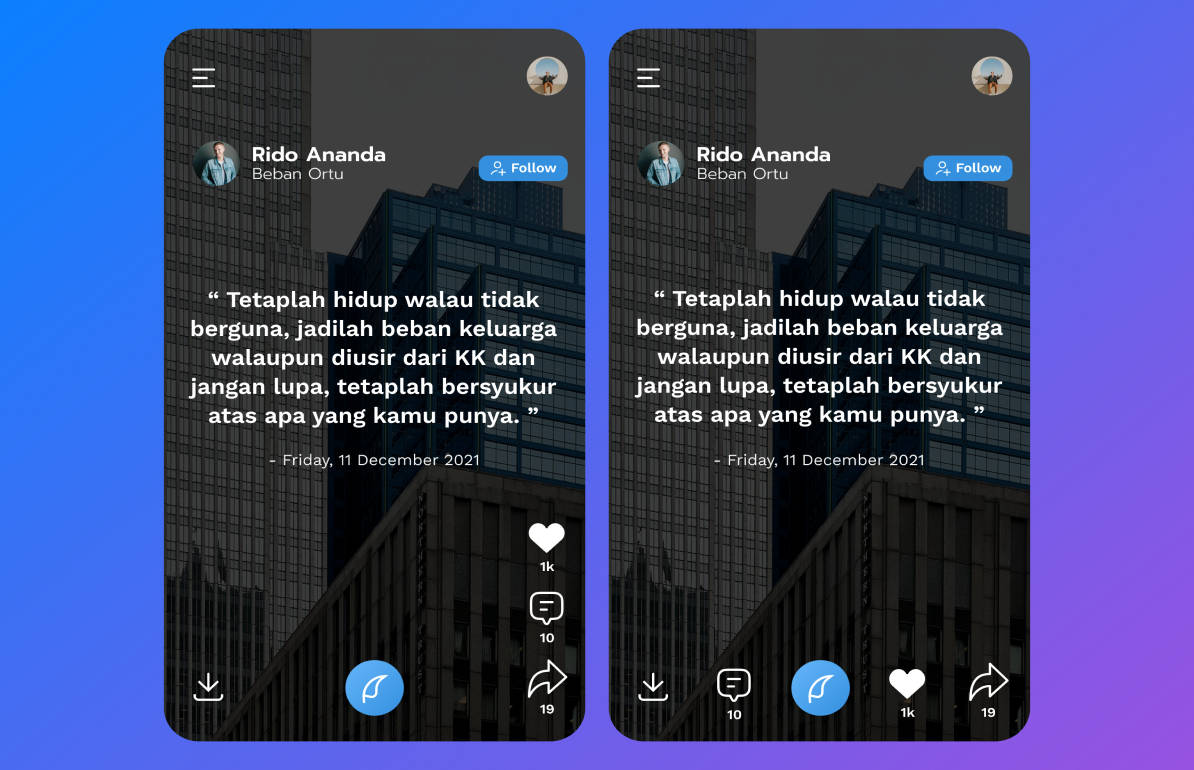 Rido Ananda
Beban Ortu
Follow
“ Tetaplah hidup walau tidak
berguna, jadilah beban keluarga
walaupun diusir dari KK dan
jangan lupa, tetaplah bersyukur
atas apa yang kamu punya. ”
- Friday, 11 December 2021
1k
10
19
Rido Ananda
Beban Ortu
Follow
“ Tetaplah hidup walau tidak
berguna, jadilah beban keluarga
walaupun diusir dari KK dan
jangan lupa, tetaplah bersyukur
atas apa yang kamu punya. ”
- Friday, 11 December 2021
10
1k
19